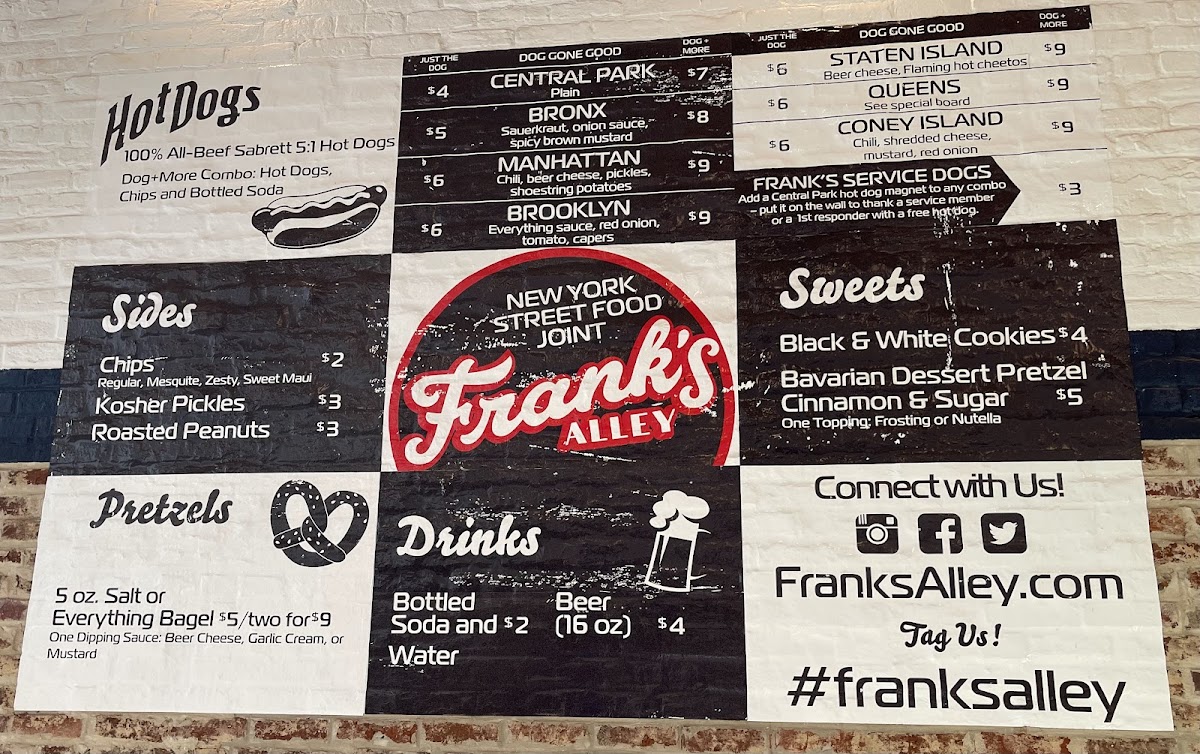 HotDogs
100% All-Beef Sabrett 5:1 Hot Dogs
Dog+More Combo: Hot Dogs,
Chips and Bottled Soda
JUST THE DOG
DOG GONE GOOD
DOG + MORE
$4 CENTRAL PARK $7
Plain
$5 BRONX $8
Sauerkraut, onion sauce,
spicy brown mustard
$6 MANHATTAN $9
Chili, beer cheese, pickles,
shoestring potatoes
$6 BROOKLYN $9
Everything sauce, red onion,
tomato, capers
JUST THE DOG
DOG GONE GOOD
DOG + MORE
$6 STATEN ISLAND $9
Beer cheese, Flaming hot cheetos
$6 QUEENS $9
See special board
$6 CONEY ISLAND $9
Chili, shredded cheese,
mustard, red onion
FRANK'S SERVICE DOGS $3
Add a Central Park hot dog magnet to any combo
– put it on the wall to thank a service member
or a 1st responder with a free hot dog.
Sides
Chips $2
Regular, Mesquite, Zesty, Sweet Maui
Kosher Pickles $3
Roasted Peanuts $3
NEW YORK
STREET FOOD
JOINT
Frank's
ALLEY
Sweets
Black & White Cookies $4
Bavarian Dessert Pretzel
Cinnamon & Sugar $5
One Topping: Frosting or Nutella
Pretzels
5 oz. Salt or
Everything Bagel $5/two for $9
One Dipping Sauce: Beer Cheese, Garlic Cream, or
Mustard
Drinks
Bottled
Soda and $2
Water
Beer
(16 oz) $4
Connect with Us!
FranksAlley.com
Tag Us!
#franksalley